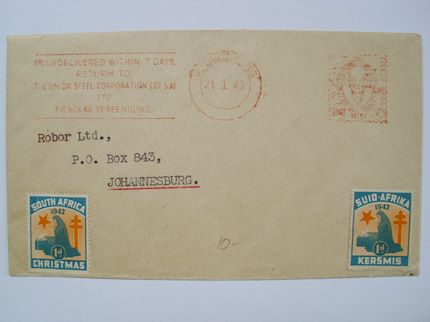 IF UNDELIVERED WITHIN 7 DAYS,
RETURN TO
THE UNION STEEL CORPORATION (OF S.A)
LTD
P.O BOX 48 VEREENIGING
21 I 43
Robor Ltd.,
P.O. Box 843,
JOHANNESBURG.
SOUTH AFRICA
1942
1d
CHRISTMAS
10-
SUID-AFRIKA
1942
1d
KERSMIS